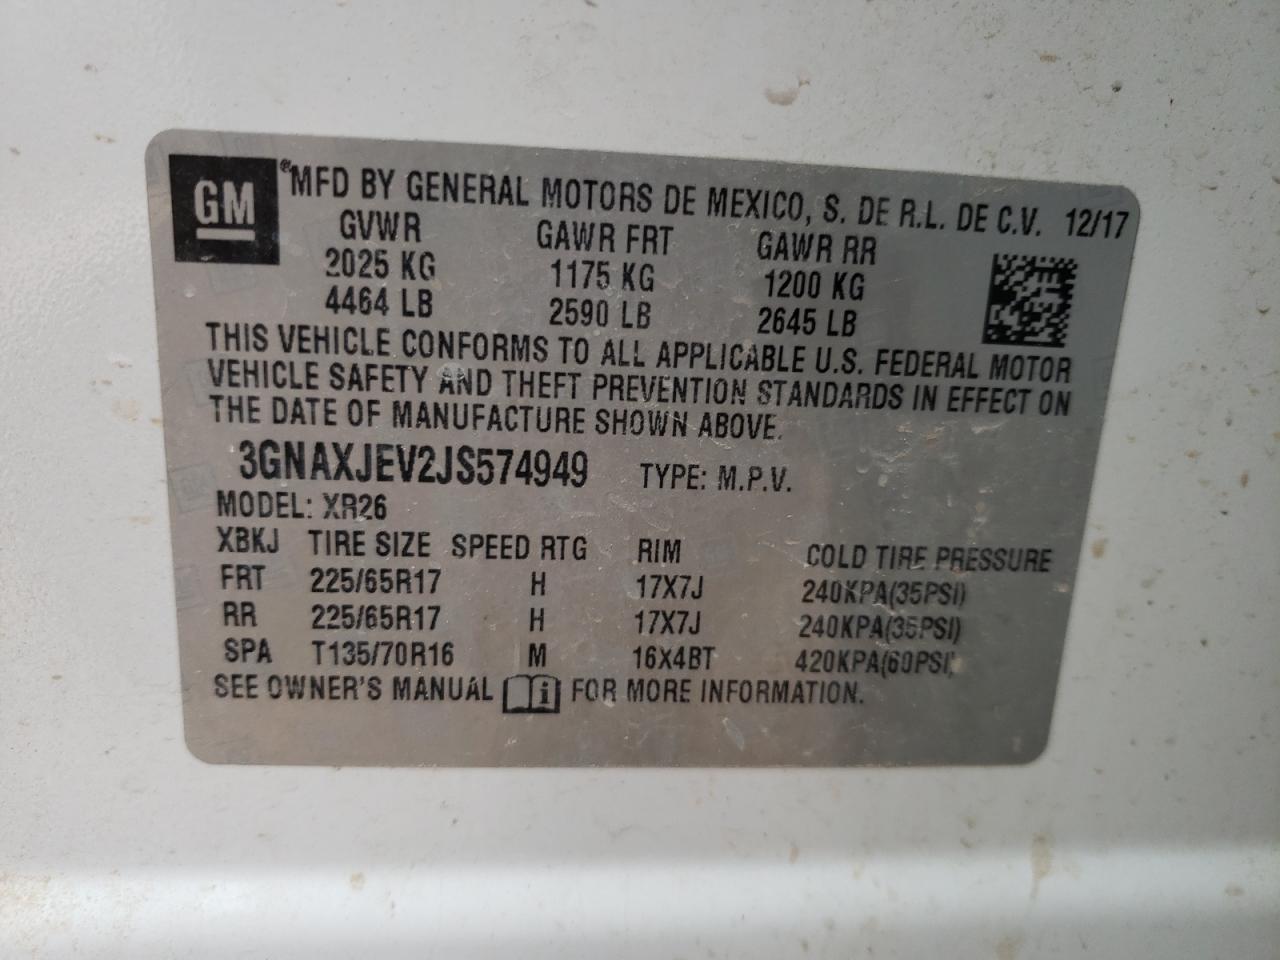 GM
®MFD BY GENERAL MOTORS DE MEXICO, S. DE R.L. DE C.V. 12/17
GVWR GAWR FRT GAWR RR
2025 KG 1175 KG 1200 KG
4464 LB 2590 LB 2645 LB
THIS VEHICLE CONFORMS TO ALL APPLICABLE U.S. FEDERAL MOTOR
VEHICLE SAFETY AND THEFT PREVENTION STANDARDS IN EFFECT ON
THE DATE OF MANUFACTURE SHOWN ABOVE.
3GNAXJEV2JS574949 TYPE: M.P.V.
MODEL: XR26
XBKJ TIRE SIZE SPEED RTG RIM COLD TIRE PRESSURE
FRT 225/65R17 H 17X7J 240KPA(35PSI)
RR 225/65R17 H 17X7J 240KPA(35PSI)
SPA T135/70R16 M 16X4BT 420KPA(60PSI)
SEE OWNER'S MANUAL i FOR MORE INFORMATION.